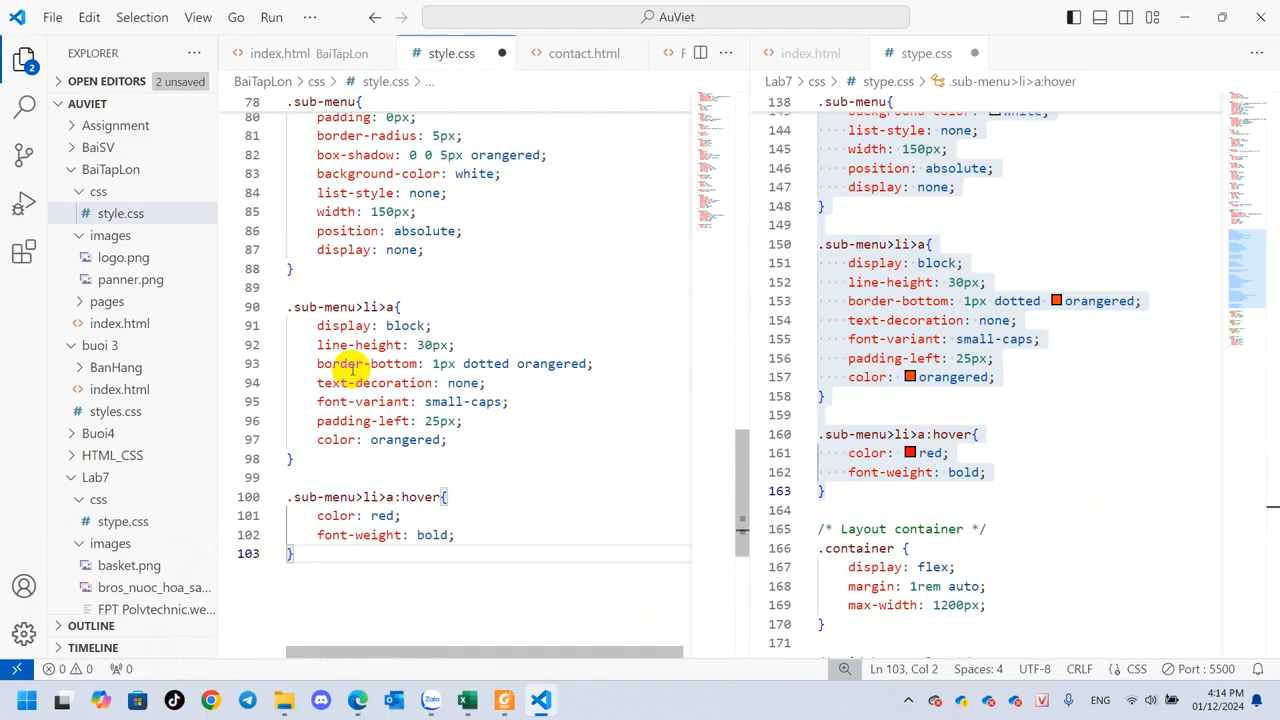 File Edit Selection View Go Run ··· AuViet
EXPLORER ···
OPEN EDITORS 2 unsaved
AUVIET
Assignment
BaiSV
BaiTapLon
css
# style.css
images
logo.png
panner.png
pages
index.html
buoi 3
BanHang
index.html
# styles.css
Buoi4
HTML_CSS
Lab7
css
# stype.css
images
basket.png
bros_nuoc_hoa_sa...
FPT Polytechnic.we...
OUTLINE
TIMELINE
2
index.html BaiTapLon # style.css contact.html
BaiTapLon > css > # style.css > ...
78 .sub-menu{
80 padding: 0px;
81 border-radius: 5px;
82 box-shadow: 0 0 5px orangered;
83 background-color: white;
84 list-style: none;
85 width: 150px;
86 position: absolute;
87 display: none;
88 }
89
90 .sub-menu>li>a{
91 display: block;
92 line-height: 30px;
93 border-bottom: 1px dotted orangered;
94 text-decoration: none;
95 font-variant: small-caps;
96 padding-left: 25px;
97 color: orangered;
98 }
99
100 .sub-menu>li>a:hover{
101 color: red;
102 font-weight: bold;
103 }
index.html # stype.css
Lab7 > css > # stype.css > .sub-menu>li>a:hover
138 .sub-menu{
background-color: white;
144 list-style: none;
145 width: 150px;
146 position: absolute;
147 display: none;
148 }
149
150 .sub-menu>li>a{
151 display: block;
152 line-height: 30px;
153 border-bottom: 1px dotted orangered;
154 text-decoration: none;
155 font-variant: small-caps;
156 padding-left: 25px;
157 color: orangered;
158 }
159
160 .sub-menu>li>a:hover{
161 color: red;
162 font-weight: bold;
163 }
164
165 /* Layout container */
166 .container {
167 display: flex;
168 margin: 1rem auto;
169 max-width: 1200px;
170 }
171
0 0 0 Ln 103, Col 2 Spaces: 4 UTF-8 CRLF CSS Port : 5500
Zalo ENG 4:14 PM
01/12/2024